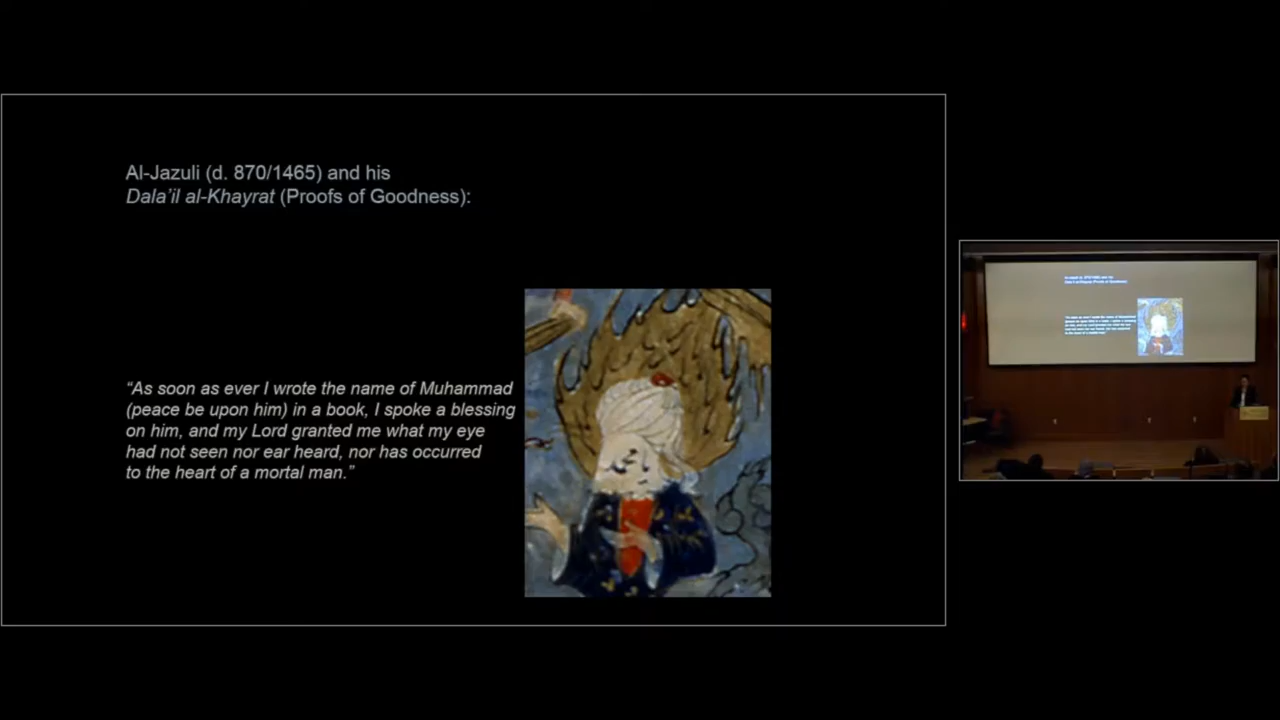 Al-Jazuli (d. 870/1465) and his
Dala’il al-Khayrat (Proofs of Goodness):
“As soon as ever I wrote the name of Muhammad
(peace be upon him) in a book, I spoke a blessing
on him, and my Lord granted me what my eye
had not seen nor ear heard, nor has occurred
to the heart of a mortal man.”